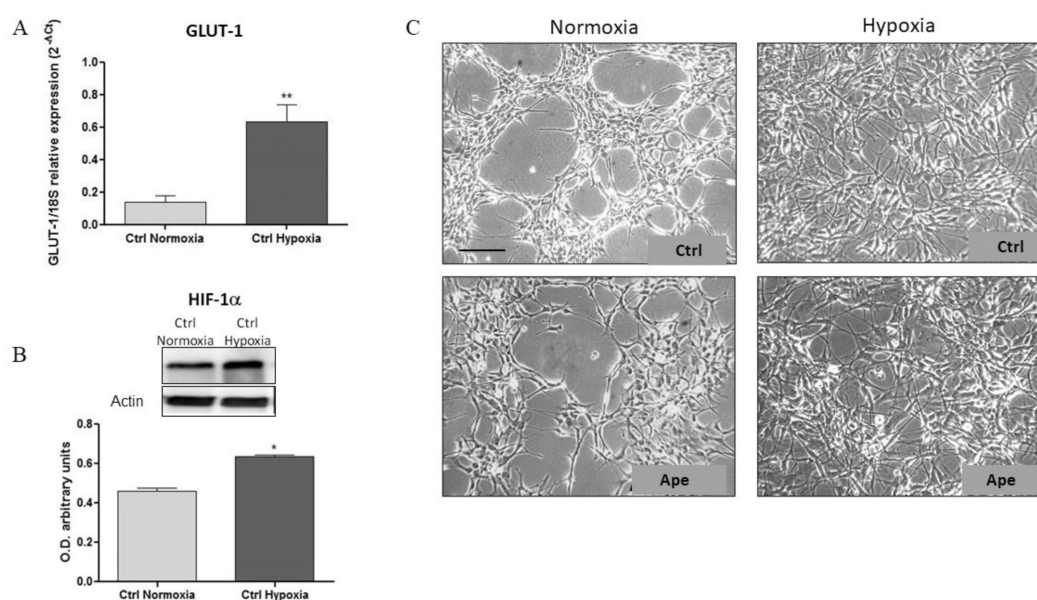 A
GLUT-1
GLUT-1/18S relative expression (2^-ΔCt)
1.0
0.8
0.6
0.4
0.2
0.0
**
Ctrl Normoxia
Ctrl Hypoxia
B
HIF-1α
Ctrl
Normoxia
Ctrl
Hypoxia
Actin
O.D. arbitrary units
0.8
0.6
0.4
0.2
0.0
*
Ctrl Normoxia
Ctrl Hypoxia
C
Normoxia
Hypoxia
Ctrl
Ctrl
Ape
Ape